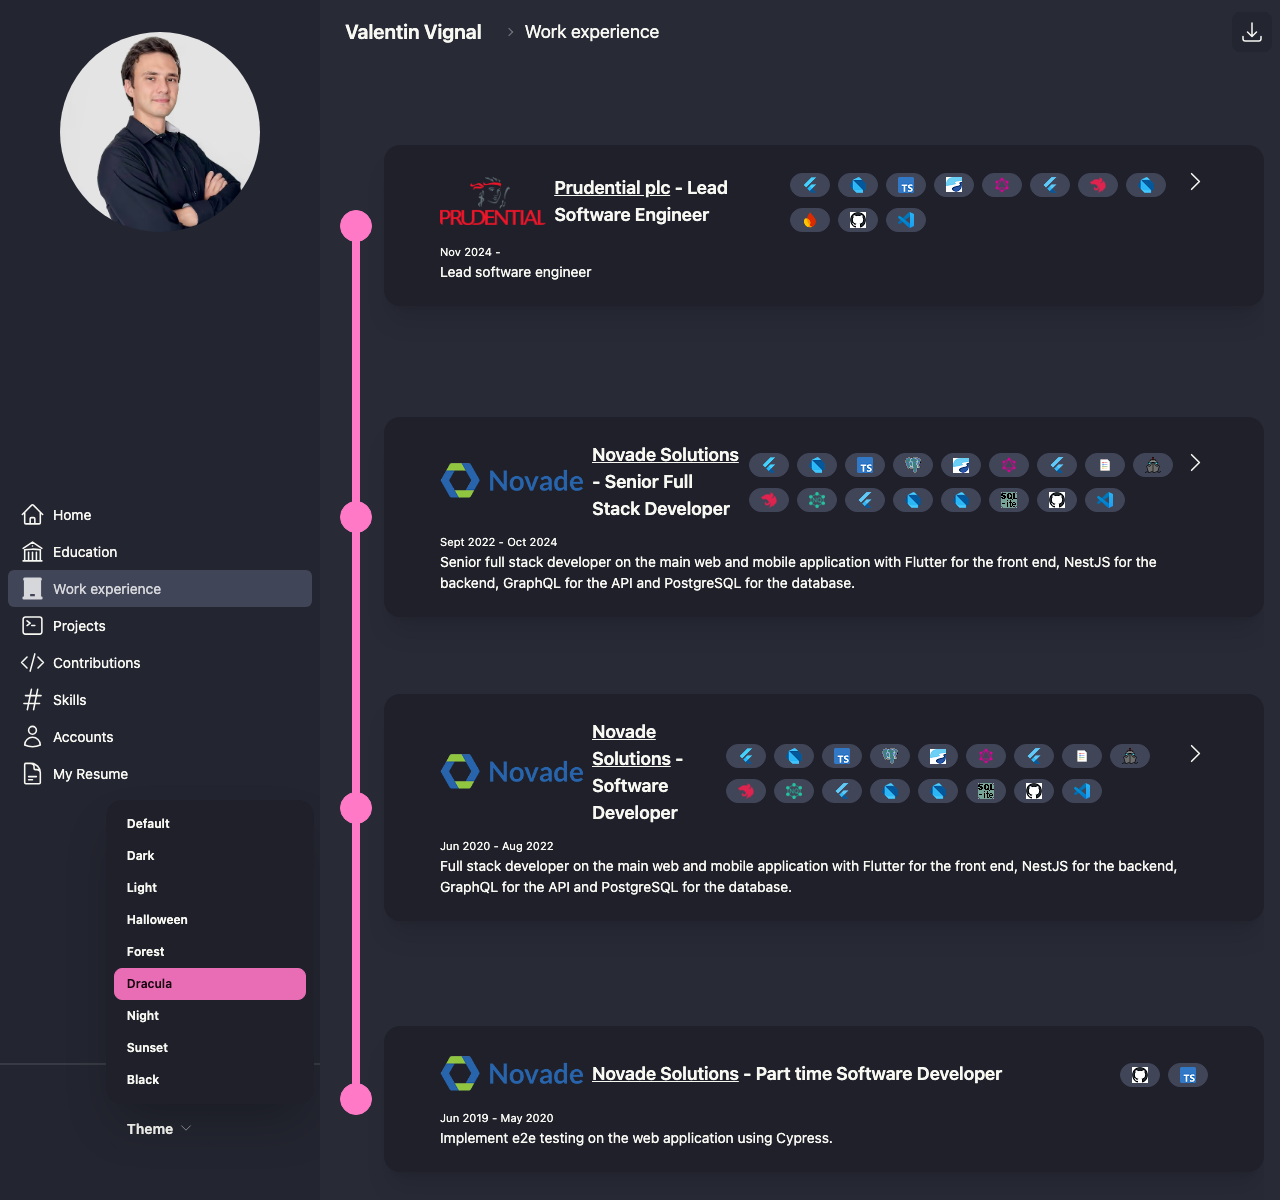 Valentin Vignal
Work experience
Home
Education
Work experience
Projects
Contributions
Skills
Accounts
My Resume
Default
Dark
Light
Halloween
Forest
Dracula
Night
Sunset
Black
Theme
PRUDENTIAL
Prudential plc - Lead
Software Engineer
TS
Nov 2024 -
Lead software engineer
Novade
Novade Solutions
- Senior Full
Stack Developer
TS
SQL
-ite
Sept 2022 - Oct 2024
Senior full stack developer on the main web and mobile application with Flutter for the front end, NestJS for the
backend, GraphQL for the API and PostgreSQL for the database.
Novade
Novade
Solutions -
Software
Developer
TS
SQL
-ite
Jun 2020 - Aug 2022
Full stack developer on the main web and mobile application with Flutter for the front end, NestJS for the backend,
GraphQL for the API and PostgreSQL for the database.
Novade
Novade Solutions - Part time Software Developer
TS
Jun 2019 - May 2020
Implement e2e testing on the web application using Cypress.